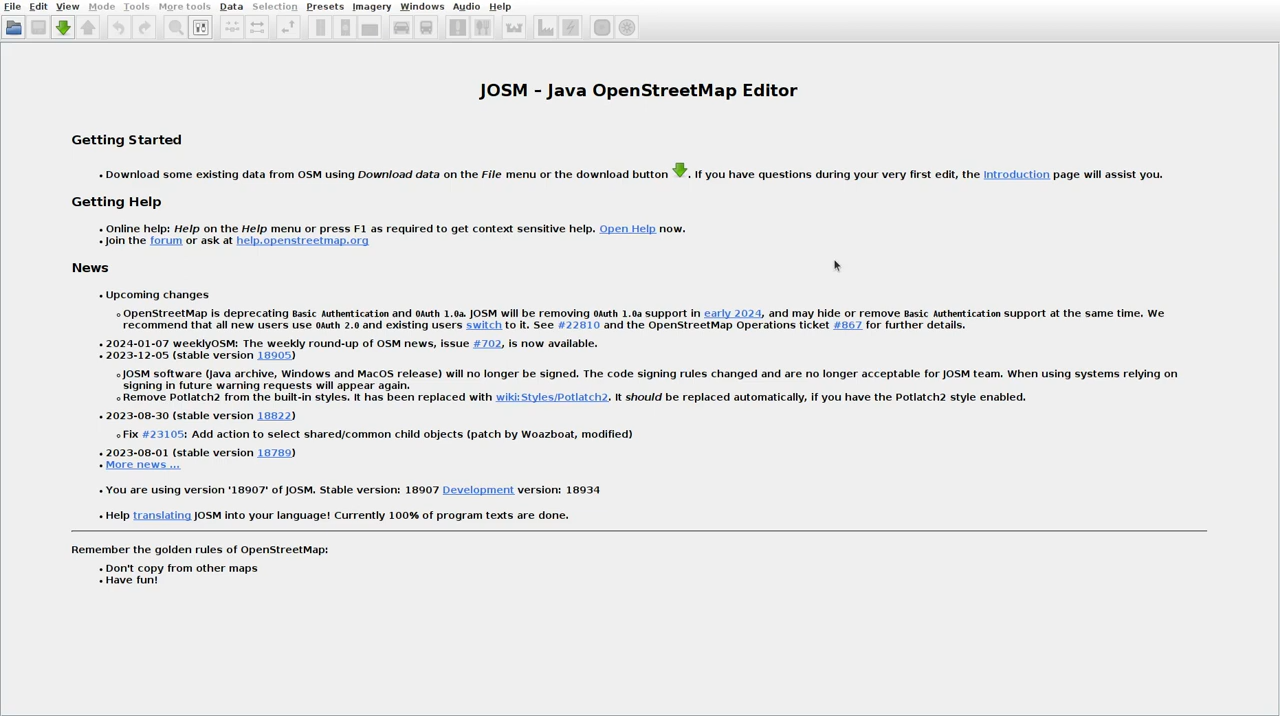 File Edit View Mode Tools More tools Data Selection Presets Imagery Windows Audio Help
JOSM – Java OpenStreetMap Editor
Getting Started
Download some existing data from OSM using Download data on the File menu or the download button . If you have questions during your very first edit, the Introduction page will assist you.
Getting Help
Online help: Help on the Help menu or press F1 as required to get context sensitive help. Open Help now.
Join the forum or ask at help.openstreetmap.org
News
Upcoming changes
OpenStreetMap is deprecating Basic Authentication and OAuth 1.0a. JOSM will be removing OAuth 1.0a support in early 2024, and may hide or remove Basic Authentication support at the same time. We
recommend that all new users use OAuth 2.0 and existing users switch to it. See #22810 and the OpenStreetMap Operations ticket #867 for further details.
2024-01-07 weeklyOSM: The weekly round-up of OSM news, issue #702, is now available.
2023-12-05 (stable version 18905)
JOSM software (Java archive, Windows and MacOS release) will no longer be signed. The code signing rules changed and are no longer acceptable for JOSM team. When using systems relying on
signing in future warning requests will appear again.
Remove Potlatch2 from the built-in styles. It has been replaced with wiki:Styles/Potlatch2. It should be replaced automatically, if you have the Potlatch2 style enabled.
2023-08-30 (stable version 18822)
Fix #23105: Add action to select shared/common child objects (patch by Woazboat, modified)
2023-08-01 (stable version 18789)
More news ...
You are using version '18907' of JOSM. Stable version: 18907 Development version: 18934
Help translating JOSM into your language! Currently 100% of program texts are done.
Remember the golden rules of OpenStreetMap:
Don't copy from other maps
Have fun!